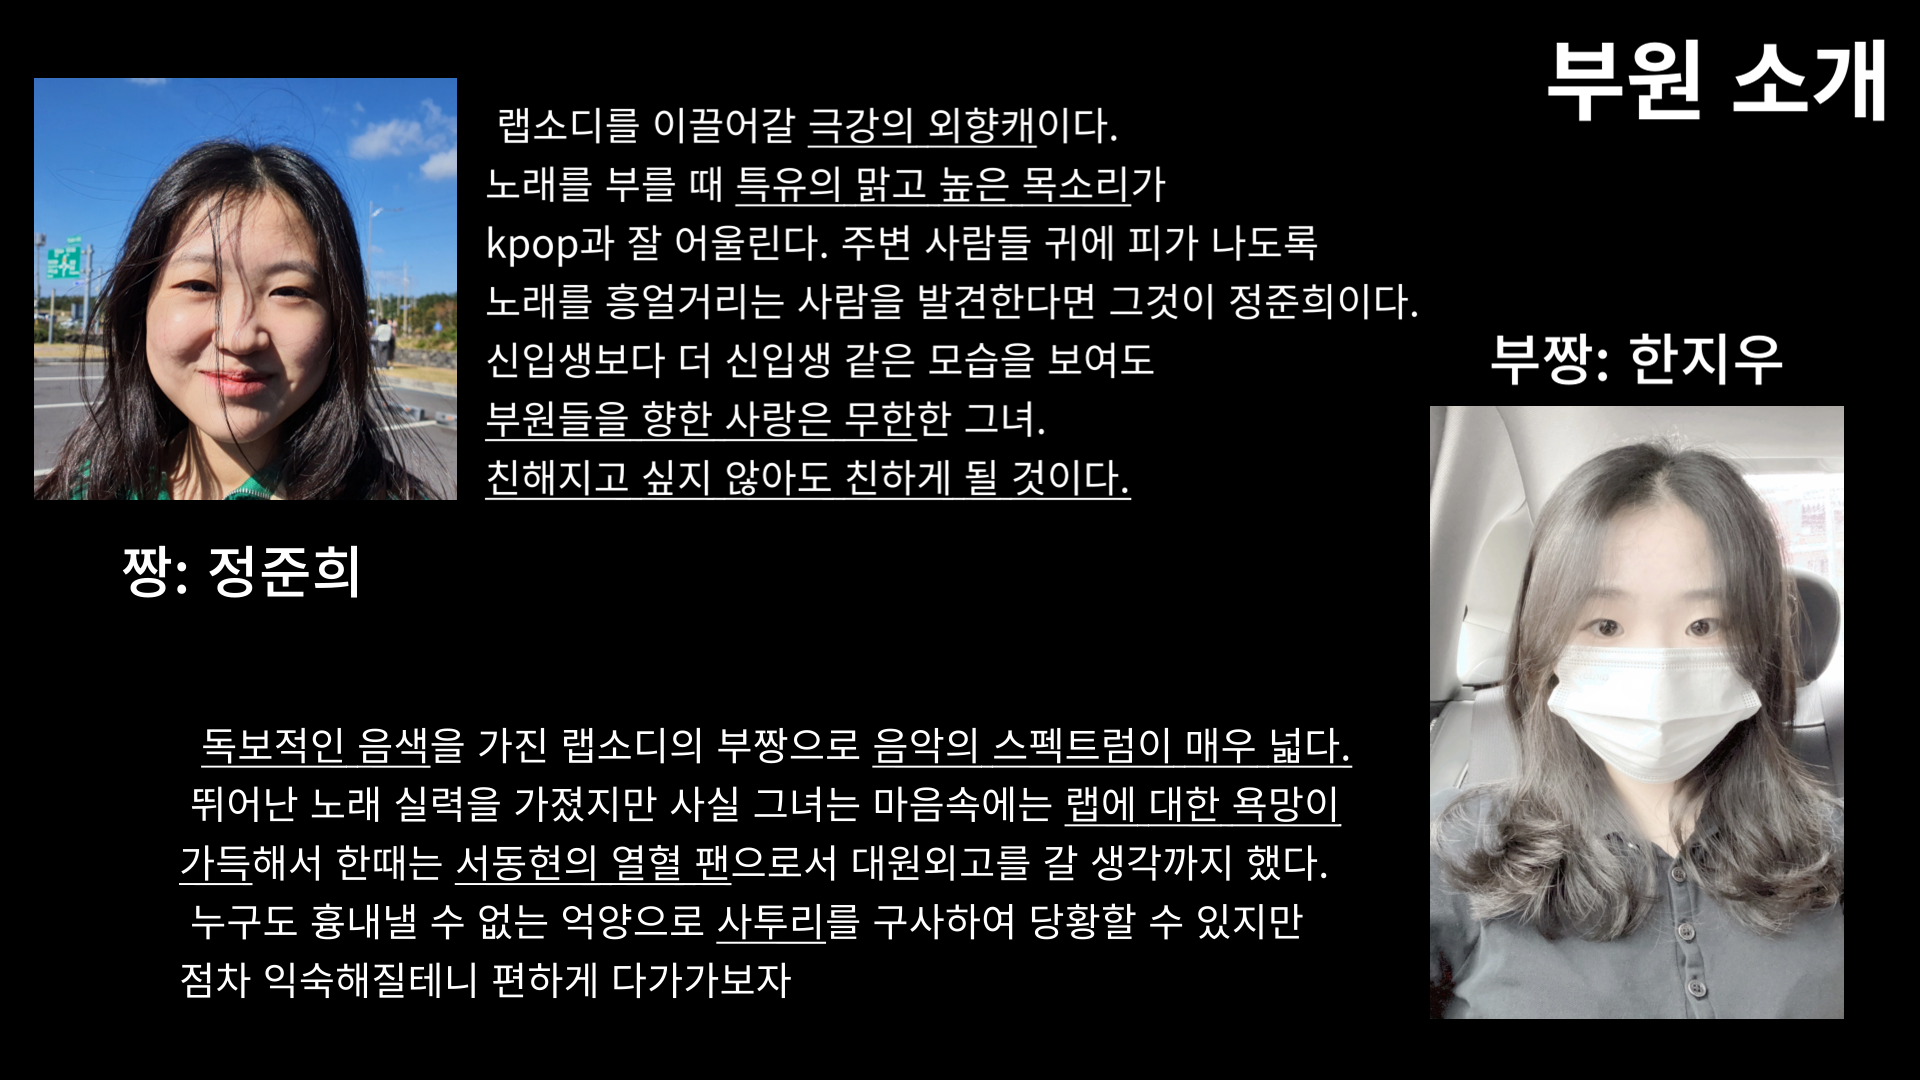 부원 소개
랩소디를 이끌어갈 극강의 외향캐이다.
노래를 부를 때 특유의 맑고 높은 목소리가
kpop과 잘 어울린다. 주변 사람들 귀에 피가 나도록
노래를 흥얼거리는 사람을 발견한다면 그것이 정준희이다.
신입생보다 더 신입생 같은 모습을 보여도
부원들을 향한 사랑은 무한한 그녀.
친해지고 싶지 않아도 친하게 될 것이다.
짱: 정준희
부짱: 한지우
독보적인 음색을 가진 랩소디의 부짱으로 음악의 스펙트럼이 매우 넓다.
뛰어난 노래 실력을 가졌지만 사실 그녀는 마음속에는 랩에 대한 욕망이
가득해서 한때는 서동현의 열혈 팬으로서 대원외고를 갈 생각까지 했다.
누구도 흉내낼 수 없는 억양으로 사투리를 구사하여 당황할 수 있지만
점차 익숙해질테니 편하게 다가가보자